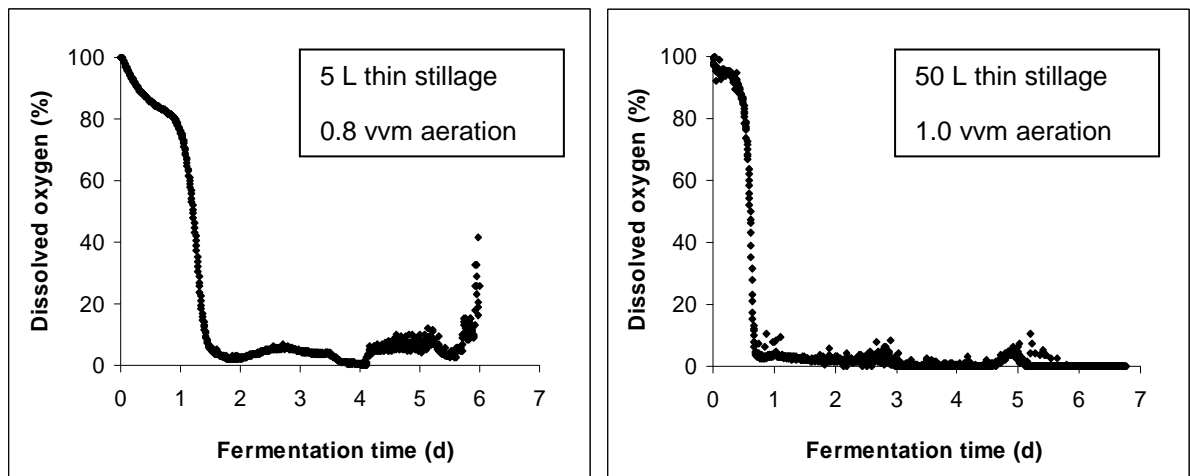 5 L thin stillage
0.8 vvm aeration
Dissolved oxygen (%)
100
80
60
40
20
0
0 1 2 3 4 5 6 7
Fermentation time (d)
50 L thin stillage
1.0 vvm aeration
Dissolved oxygen (%)
100
80
60
40
20
0
0 1 2 3 4 5 6 7
Fermentation time (d)